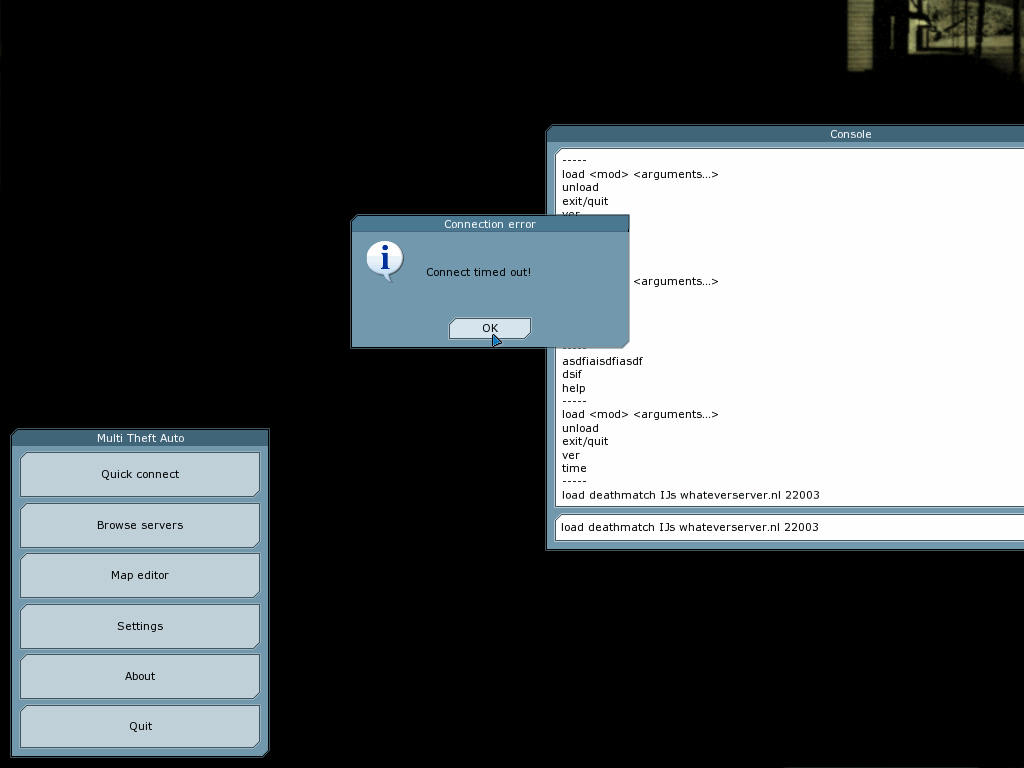 Console
-----
load <mod> <arguments...>
unload
exit/quit
ver
Connection error
Connect timed out!
OK
<arguments...>
-----
asdfiaisdfiasdf
dsif
help
-----
load <mod> <arguments...>
unload
exit/quit
ver
time
-----
load deathmatch IJs whateverserver.nl 22003
load deathmatch IJs whateverserver.nl 22003
Multi Theft Auto
Quick connect
Browse servers
Map editor
Settings
About
Quit